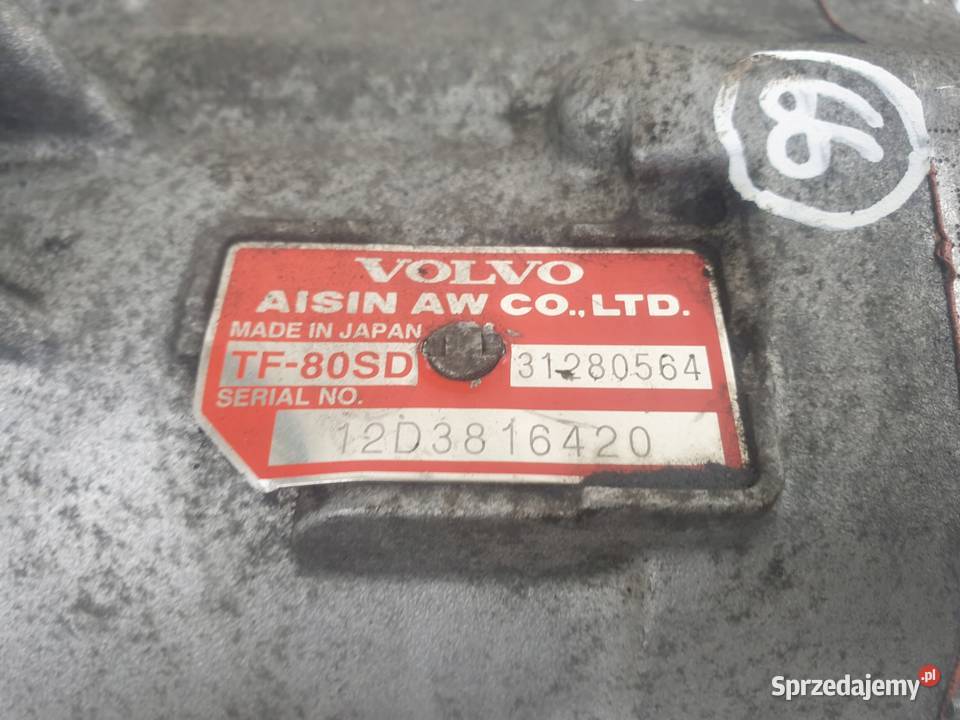 VOLVO
AISIN AW CO., LTD.
MADE IN JAPAN
TF-80SD 31280564
SERIAL NO.
12D3816420
Sprzedajemy.pl